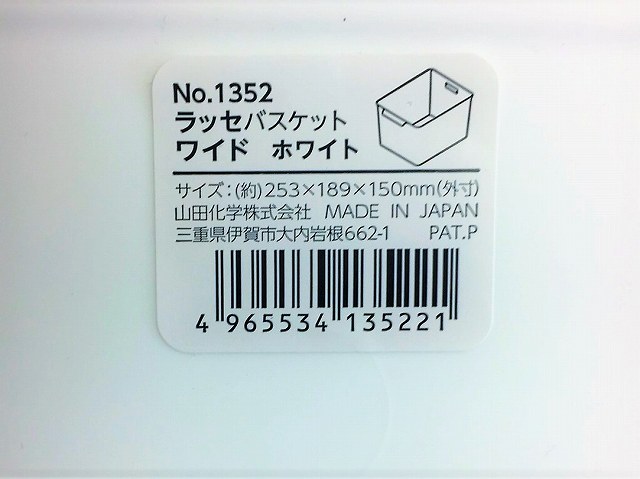 No.1352
ラッセバスケット
ワイド ホワイト
サイズ:(約)253×189×150mm(外寸)
山田化学株式会社 MADE IN JAPAN
三重県伊賀市大内岩根662-1 PAT.P
4 965534 135221